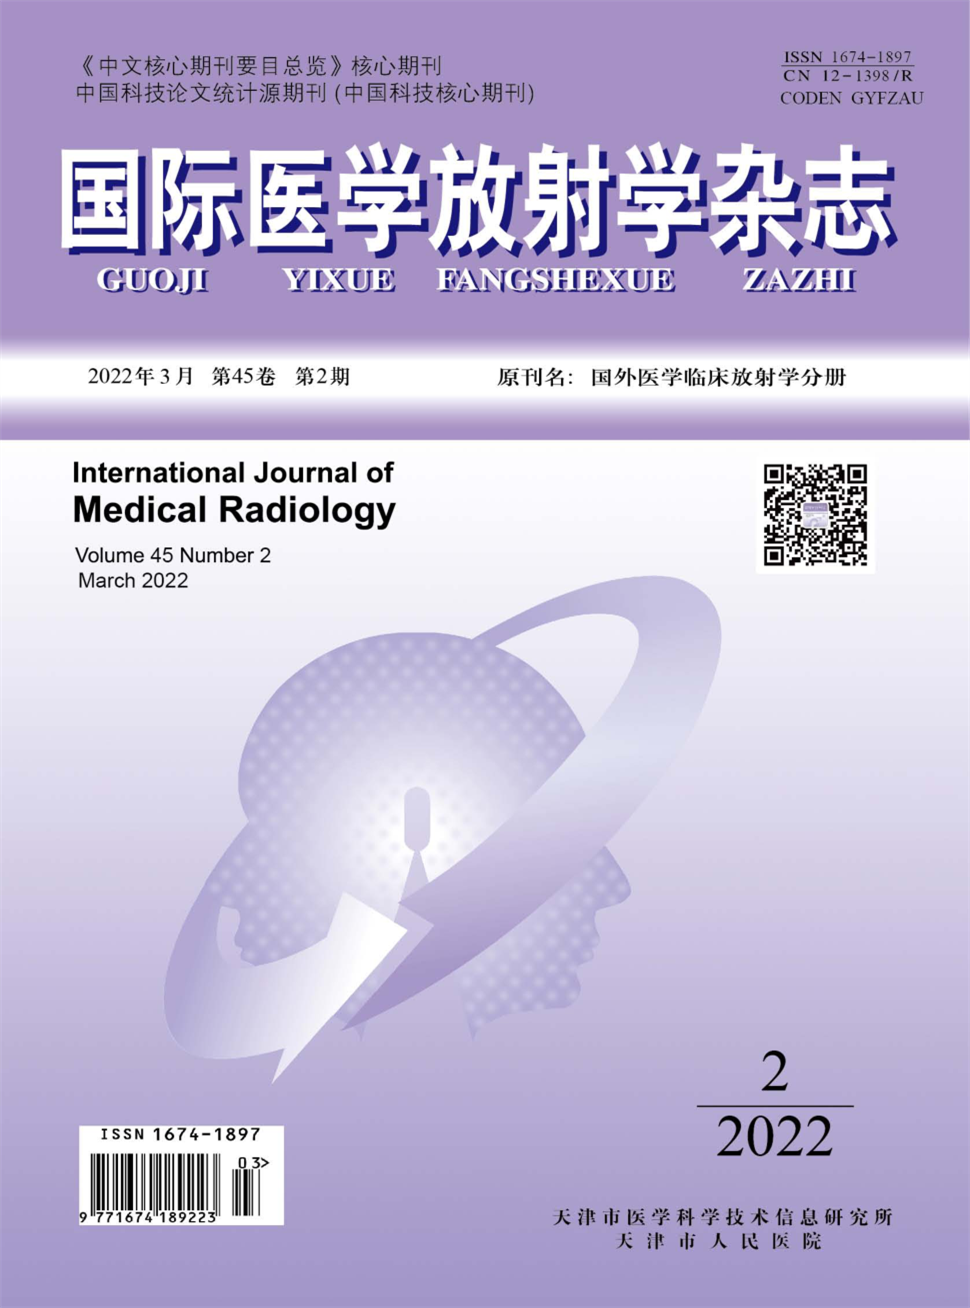 《中文核心期刊要目总览》核心期刊
中国科技论文统计源期刊(中国科技核心期刊)
ISSN 1674-1897
CN 12-1398/R
CODEN GYFZAU
国际医学放射学杂志
GUOJI YIXUE FANGSHEXUE ZAZHI
2022年3月 第45卷 第2期
原刊名: 国外医学临床放射学分册
International Journal of
Medical Radiology
Volume 45 Number 2
March 2022
2
2022
ISSN 1674-1897
03>
9 771674 189223
天津市医学科学技术信息研究所
天津市人民医院